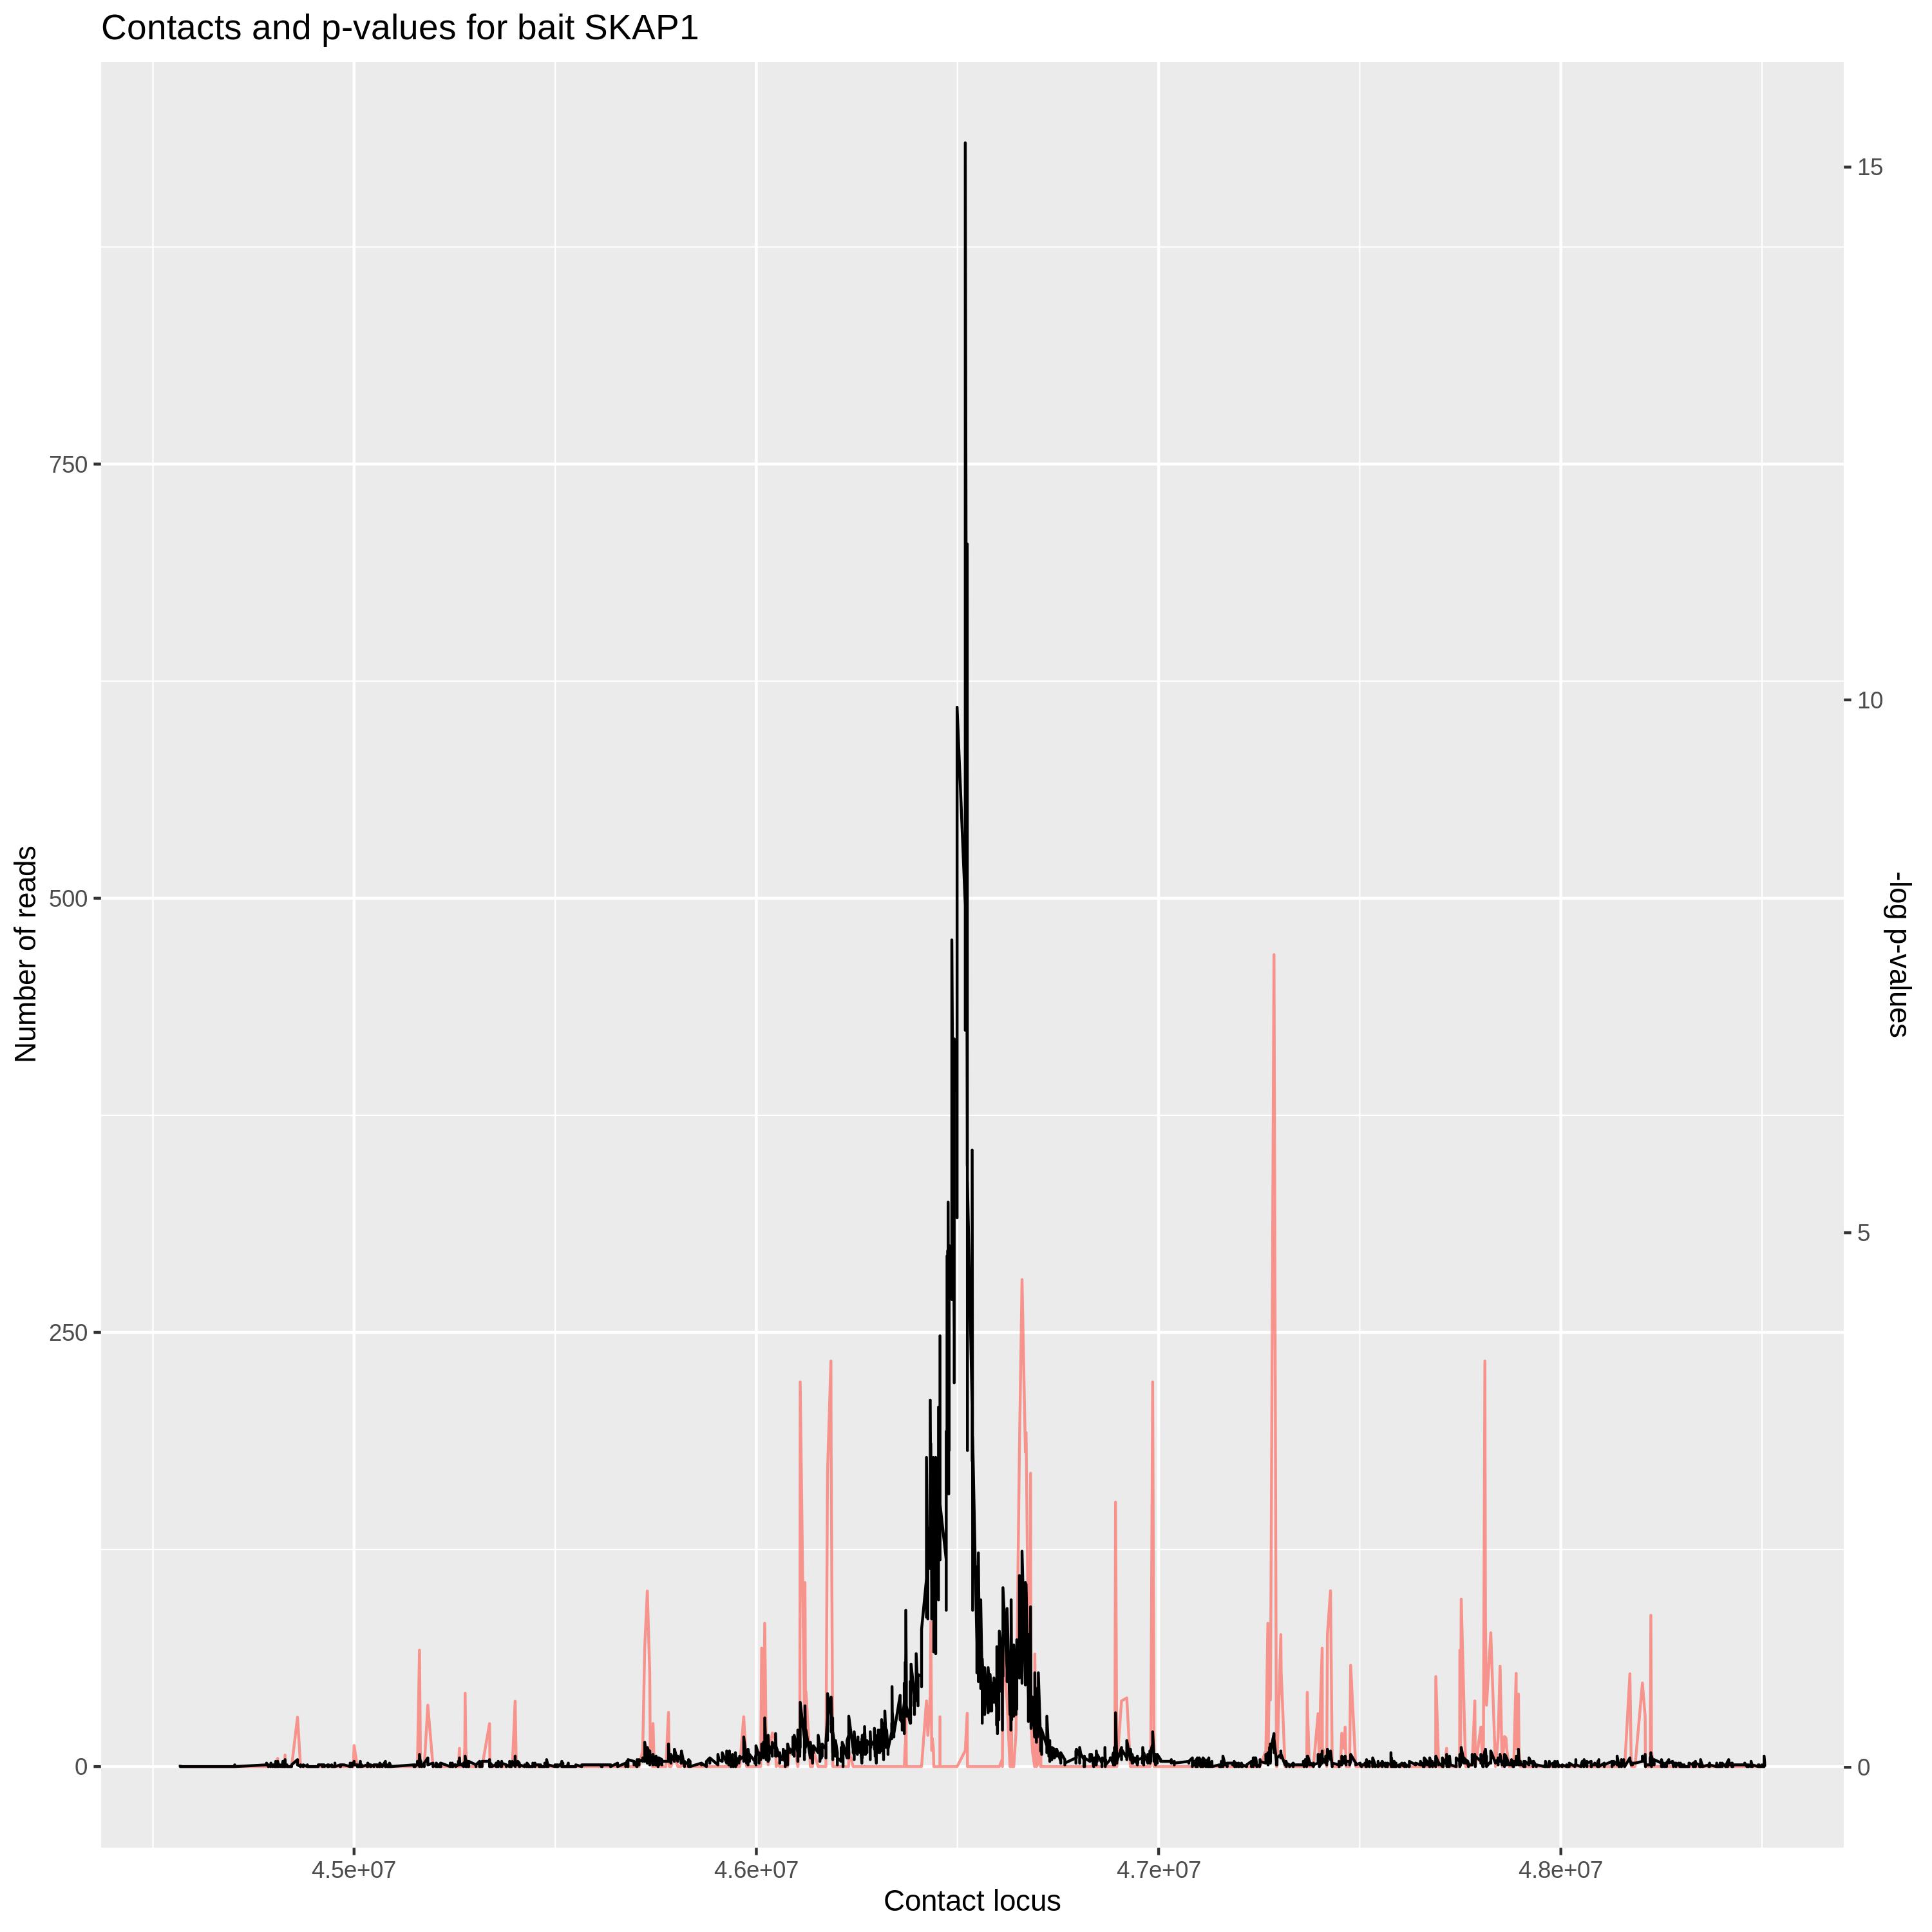 Contacts and p-values for bait SKAP1
15
750
10
Number of reads
500
-log p-values
5
250
0
0
4.5e+07
4.6e+07
4.7e+07
4.8e+07
Contact locus